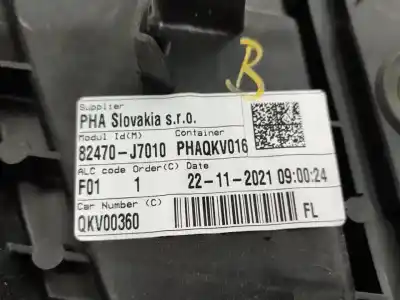 B
Supplier
PHA Slovakia s.r.o.
Modul Id(M) Container
82470-J7010 PHAQKV016
ALC code Order(C) Date
F01 1 22-11-2021 09:00:24
Car Number (C)
QKV00360 FL